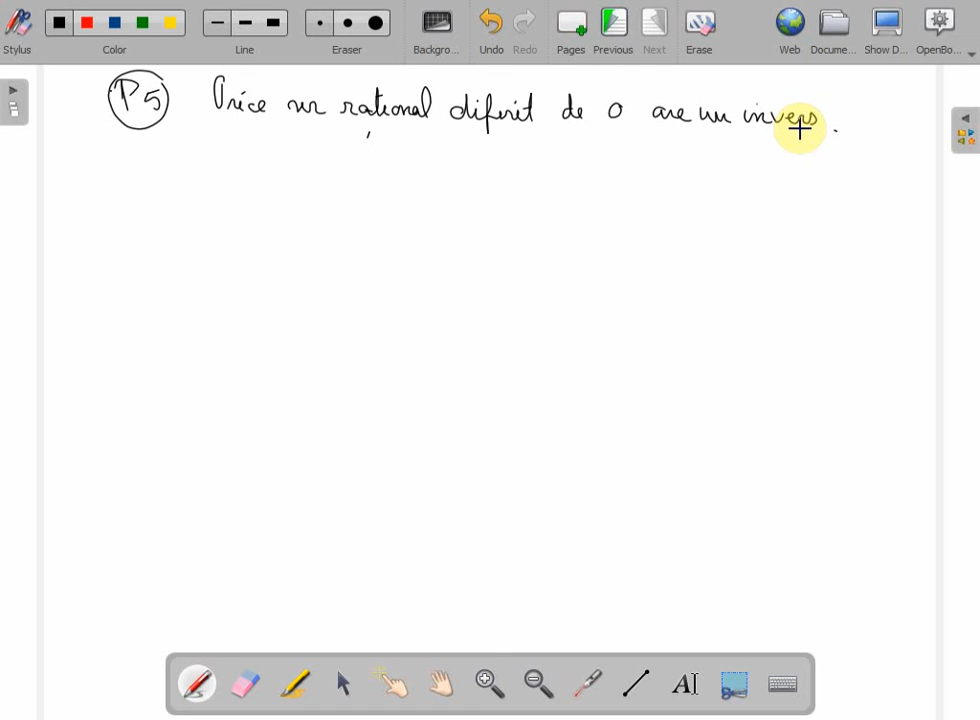 Stylus Color Line Eraser Backgro... Undo Redo Pages Previous Next Erase Web Docume... Show D... OpenBo...
P5 Orice nr rațional diferit de 0 are un invers.